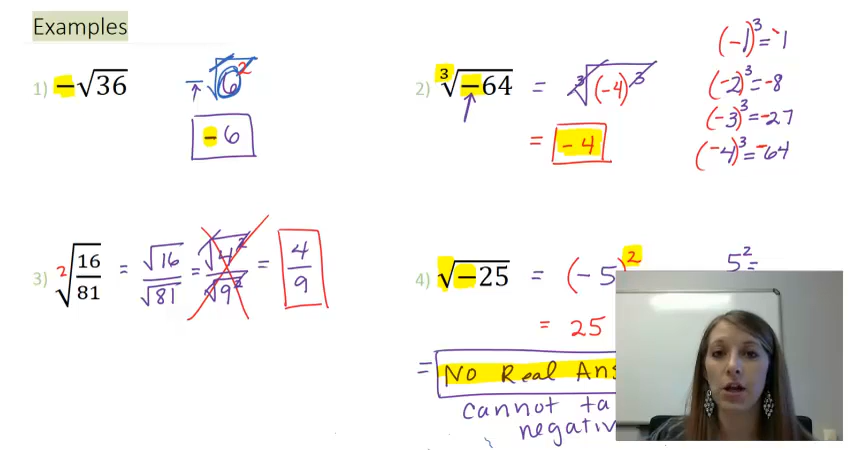 Examples
1) -√36
-√6²
-6
2) ³√-64 = ³√(-4)³
= -4
(-1)³ = -1
(-2)³ = -8
(-3)³ = -27
(-4)³ = -64
3) ²√16/81 = √16/√81 = √4²/√9² = 4/9
4) √-25 = (-5)²
5² =
= 25
= No Real Ans
cannot ta
negativ